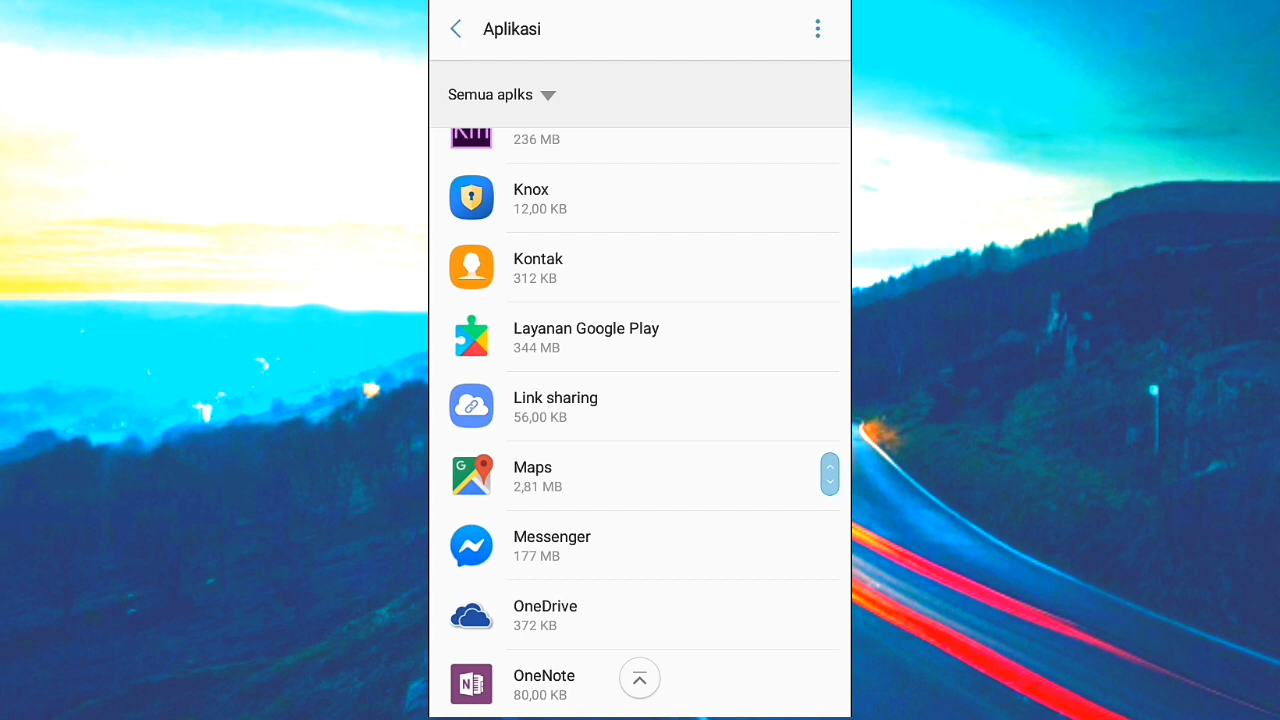 Aplikasi
Semua aplks
236 MB
Knox
12,00 KB
Kontak
312 KB
Layanan Google Play
344 MB
Link sharing
56,00 KB
G
Maps
2,81 MB
Messenger
177 MB
OneDrive
372 KB
N
OneNote
80,00 KB